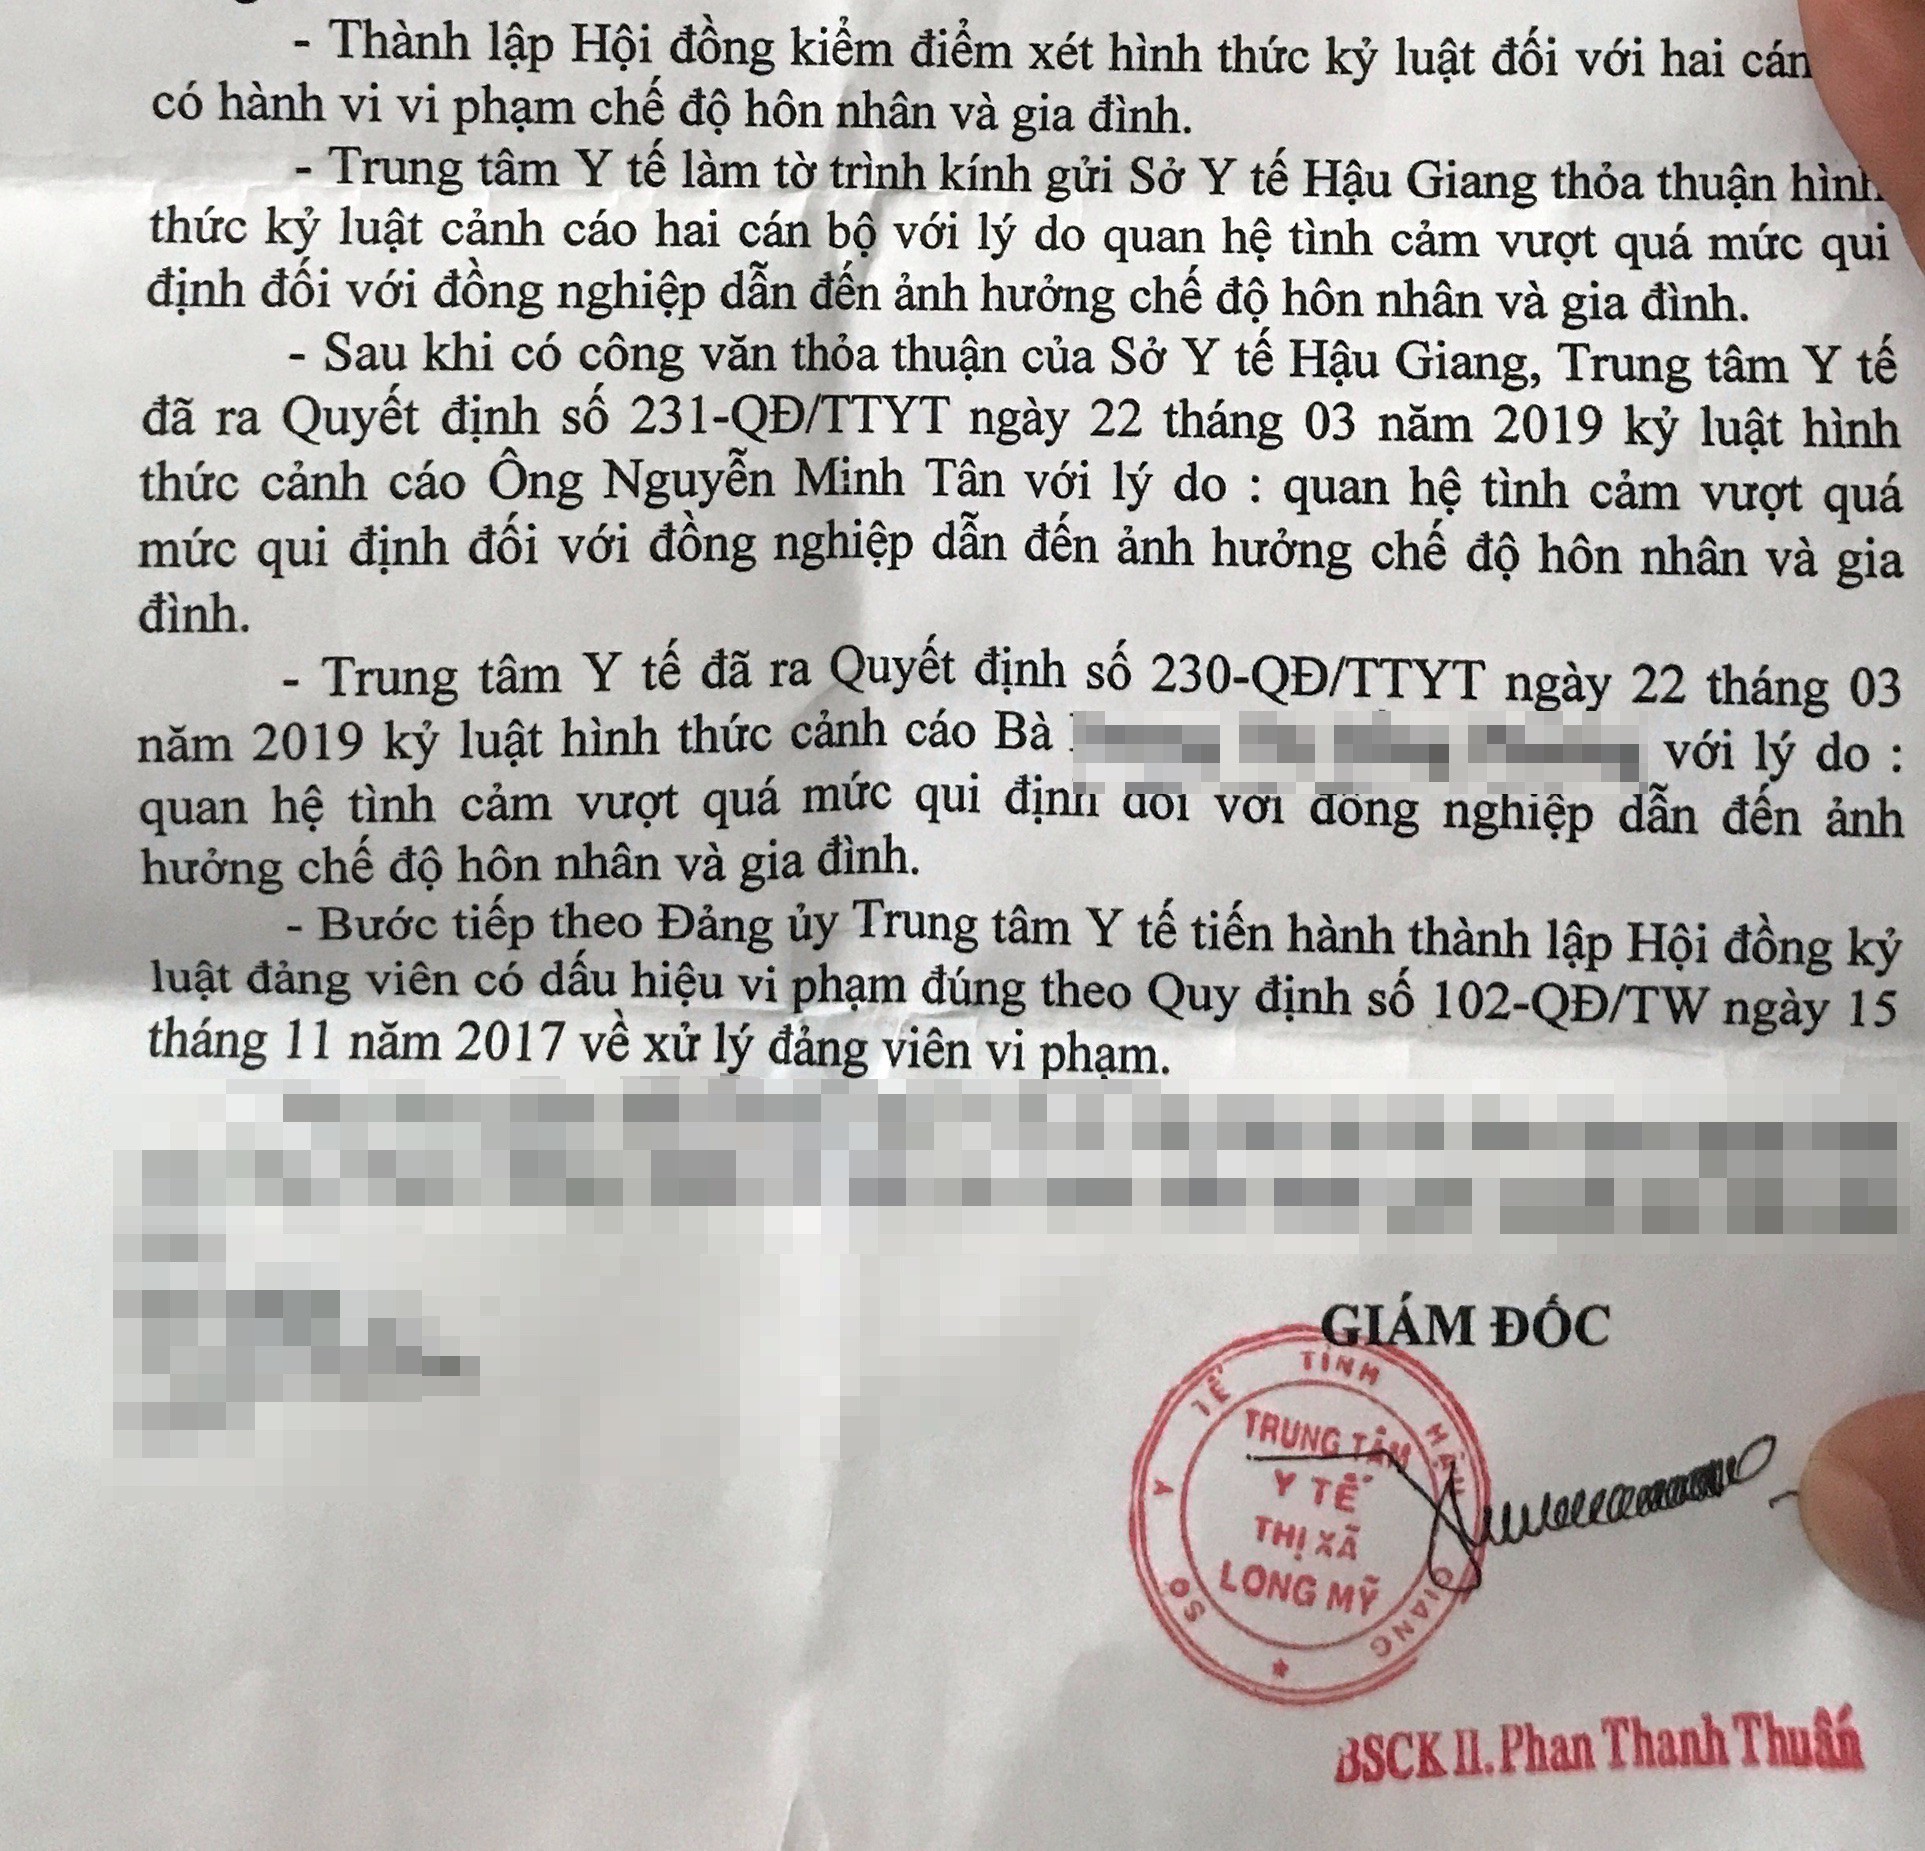 - Thành lập Hội đồng kiểm điểm xét hình thức kỷ luật đối với hai cán
có hành vi vi phạm chế độ hôn nhân và gia đình.
- Trung tâm Y tế làm tờ trình kính gửi Sở Y tế Hậu Giang thỏa thuận hình
thức kỷ luật cảnh cáo hai cán bộ với lý do quan hệ tình cảm vượt quá mức qui
định đối với đồng nghiệp dẫn đến ảnh hưởng chế độ hôn nhân và gia đình.
- Sau khi có công văn thỏa thuận của Sở Y tế Hậu Giang, Trung tâm Y tế
đã ra Quyết định số 231-QĐ/TTYT ngày 22 tháng 03 năm 2019 kỷ luật hình
thức cảnh cáo Ông Nguyễn Minh Tân với lý do : quan hệ tình cảm vượt quá
mức qui định đối với đồng nghiệp dẫn đến ảnh hưởng chế độ hôn nhân và gia
đình.
- Trung tâm Y tế đã ra Quyết định số 230-QĐ/TTYT ngày 22 tháng 03
năm 2019 kỷ luật hình thức cảnh cáo Bà với lý do :
quan hệ tình cảm vượt quá mức qui định đối với đồng nghiệp dẫn đến ảnh
hưởng chế độ hôn nhân và gia đình.
- Bước tiếp theo Đảng ủy Trung tâm Y tế tiến hành thành lập Hội đồng kỷ
luật đảng viên có dấu hiệu vi phạm đúng theo Quy định số 102-QĐ/TW ngày 15
tháng 11 năm 2017 về xử lý đảng viên vi phạm.
GIÁM ĐỐC
SỞ Y TẾ TỈNH HẬU GIANG
TRUNG TÂM
Y TẾ
THỊ XÃ
LONG MỸ
BSCK II. Phan Thanh Thuấn